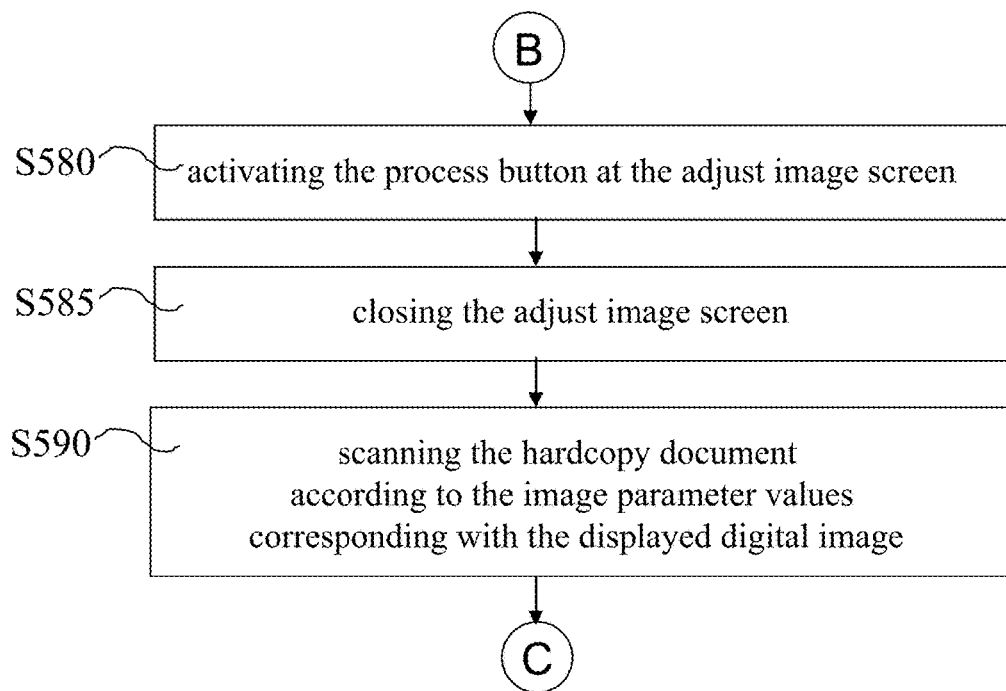 B
S580
activating the process button at the adjust image screen
S585
closing the adjust image screen
S590
scanning the hardcopy document
according to the image parameter values
corresponding with the displayed digital image
C